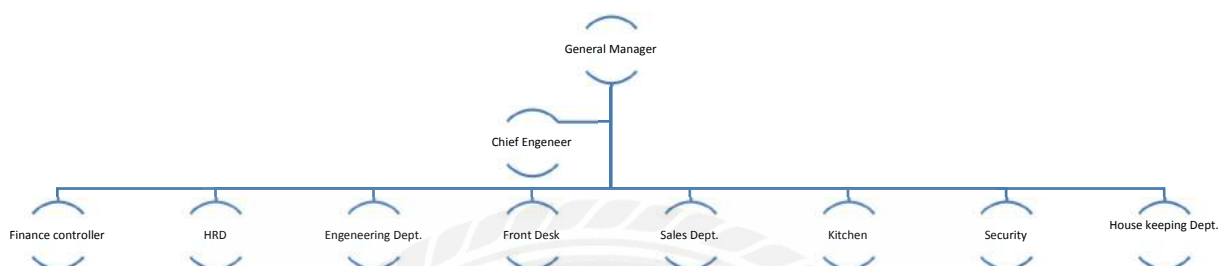 General Manager
Chief Engeneer
Finance controller
HRD
Engeneering Dept.
Front Desk
Sales Dept.
Kitchen
Security
House keeping Dept.